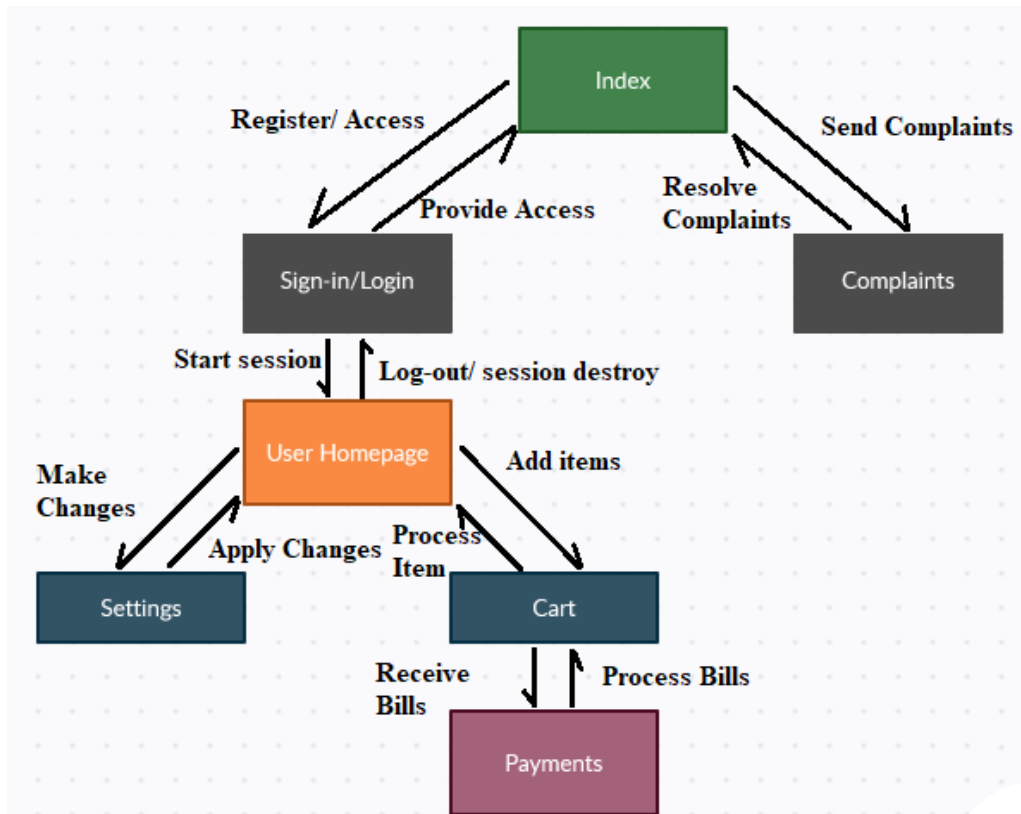 Index
Register/ Access
Send Complaints
Resolve
Complaints
Provide Access
Sign-in/Login
Complaints
Start session
Log-out/ session destroy
User Homepage
Add items
Make
Changes
Process
Item
Apply Changes
Settings
Cart
Receive
Bills
Process Bills
Payments